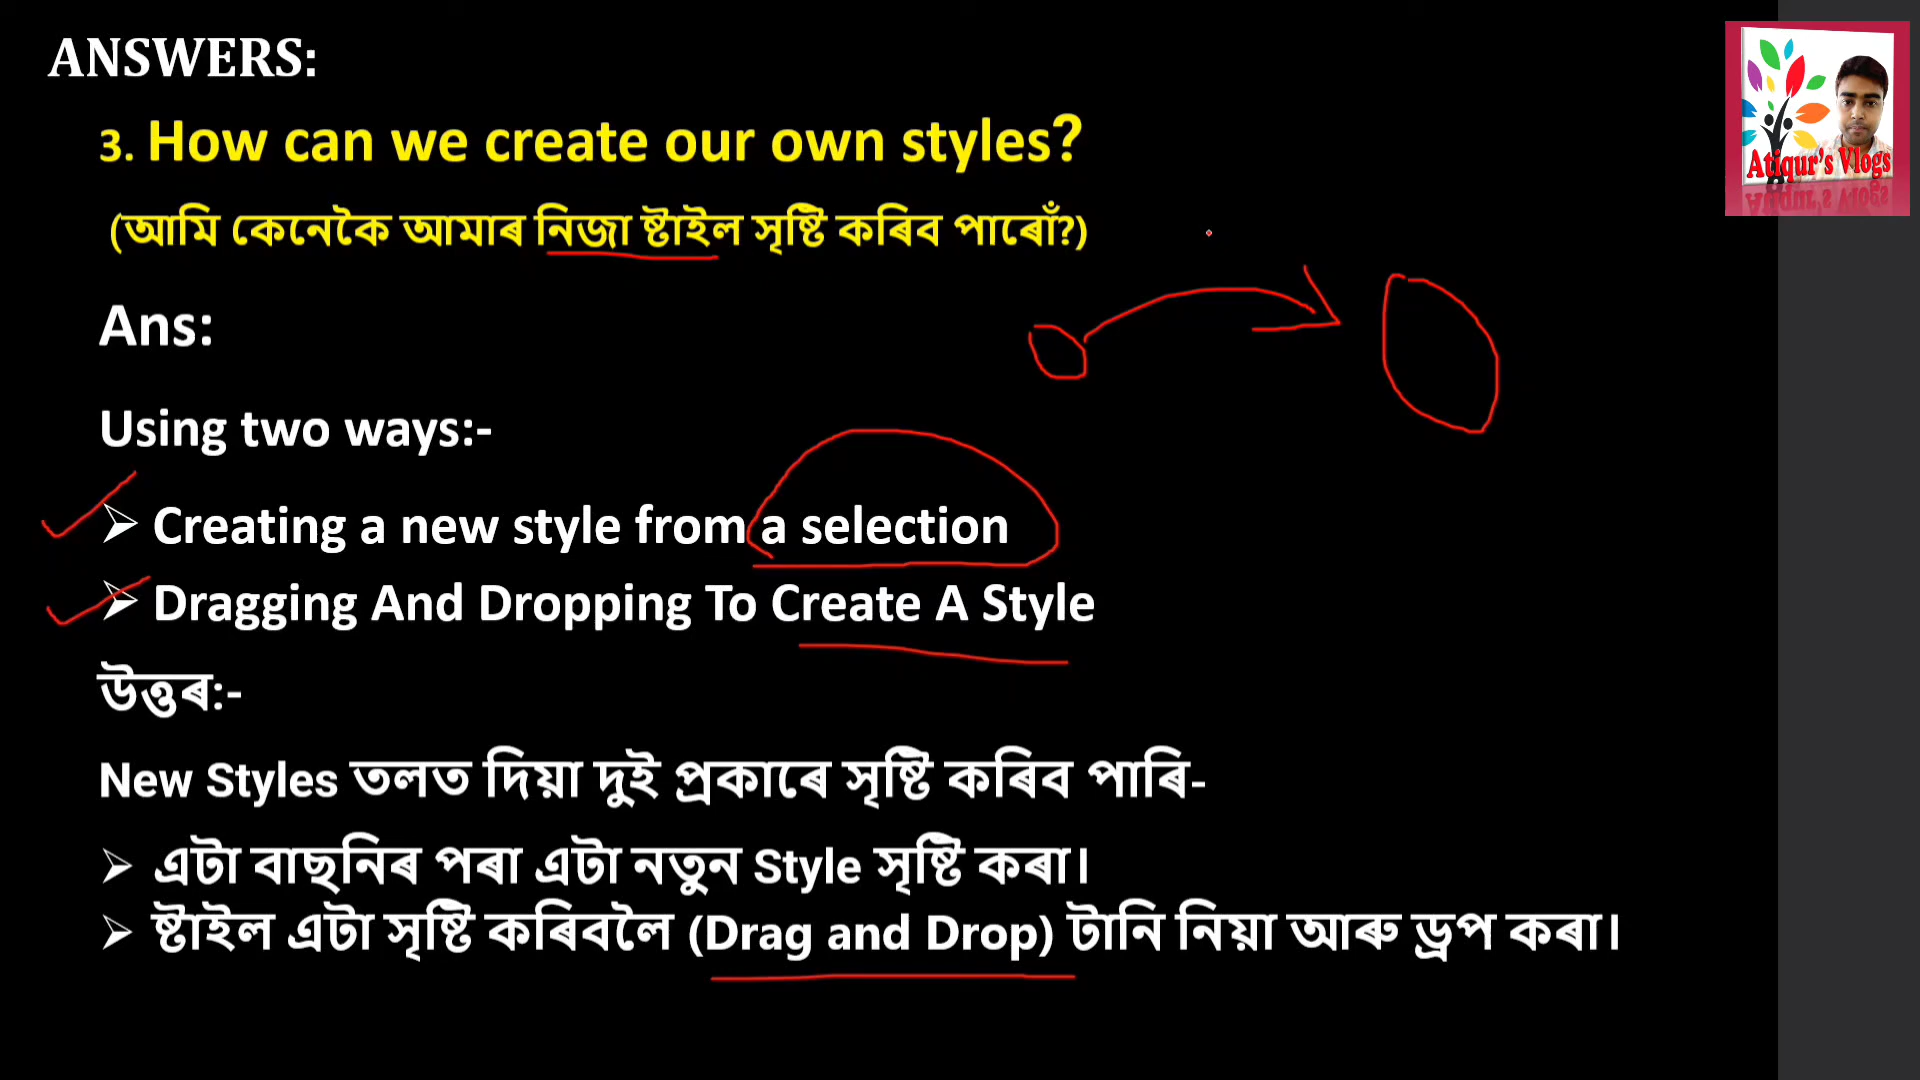 ANSWERS:
3. How can we create our own styles?
(আমি কেনেকৈ আমাৰ নিজা ষ্টাইল সৃষ্টি কৰিব পাৰোঁ?)
Ans:
Using two ways:-
➢ Creating a new style from a selection
➢ Dragging And Dropping To Create A Style
উত্তৰ:-
New Styles তলত দিয়া দুই প্ৰকাৰে সৃষ্টি কৰিব পাৰি-
➢ এটা বাছনিৰ পৰা এটা নতুন Style সৃষ্টি কৰা।
➢ ষ্টাইল এটা সৃষ্টি কৰিবলৈ (Drag and Drop) টানি নিয়া আৰু ড্ৰপ কৰা।
Atiqur's Vlogs